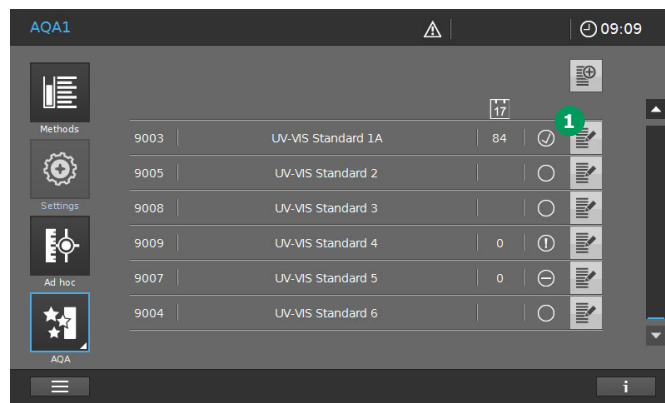 AQA1 09:09
17
1
Methods
9003 UV-VIS Standard 1A 84
9005 UV-VIS Standard 2
Settings
9008 UV-VIS Standard 3
9009 UV-VIS Standard 4 0
Ad hoc
9007 UV-VIS Standard 5 0
9004 UV-VIS Standard 6
AQA
i